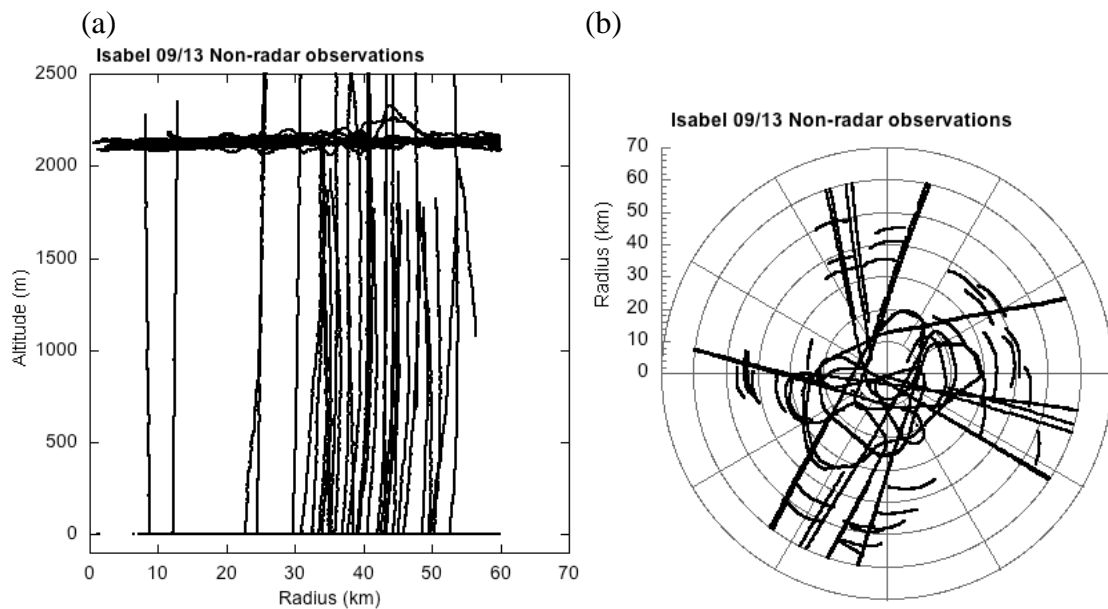 (a)
Isabel 09/13 Non-radar observations
2500
2000
1500
1000
500
0
Altitude (m)
0 10 20 30 40 50 60 70
Radius (km)
(b)
Isabel 09/13 Non-radar observations
70
60
50
40
30
20
10
0
Radius (km)